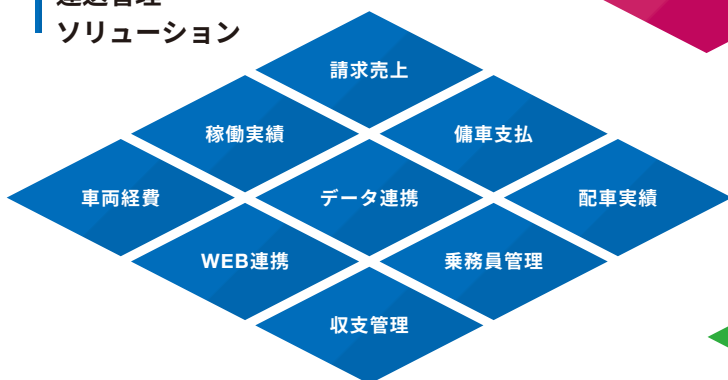 ソリューション
請求売上
稼働実績
傭車支払
車両経費
データ連携
配車実績
WEB連携
乗務員管理
収支管理